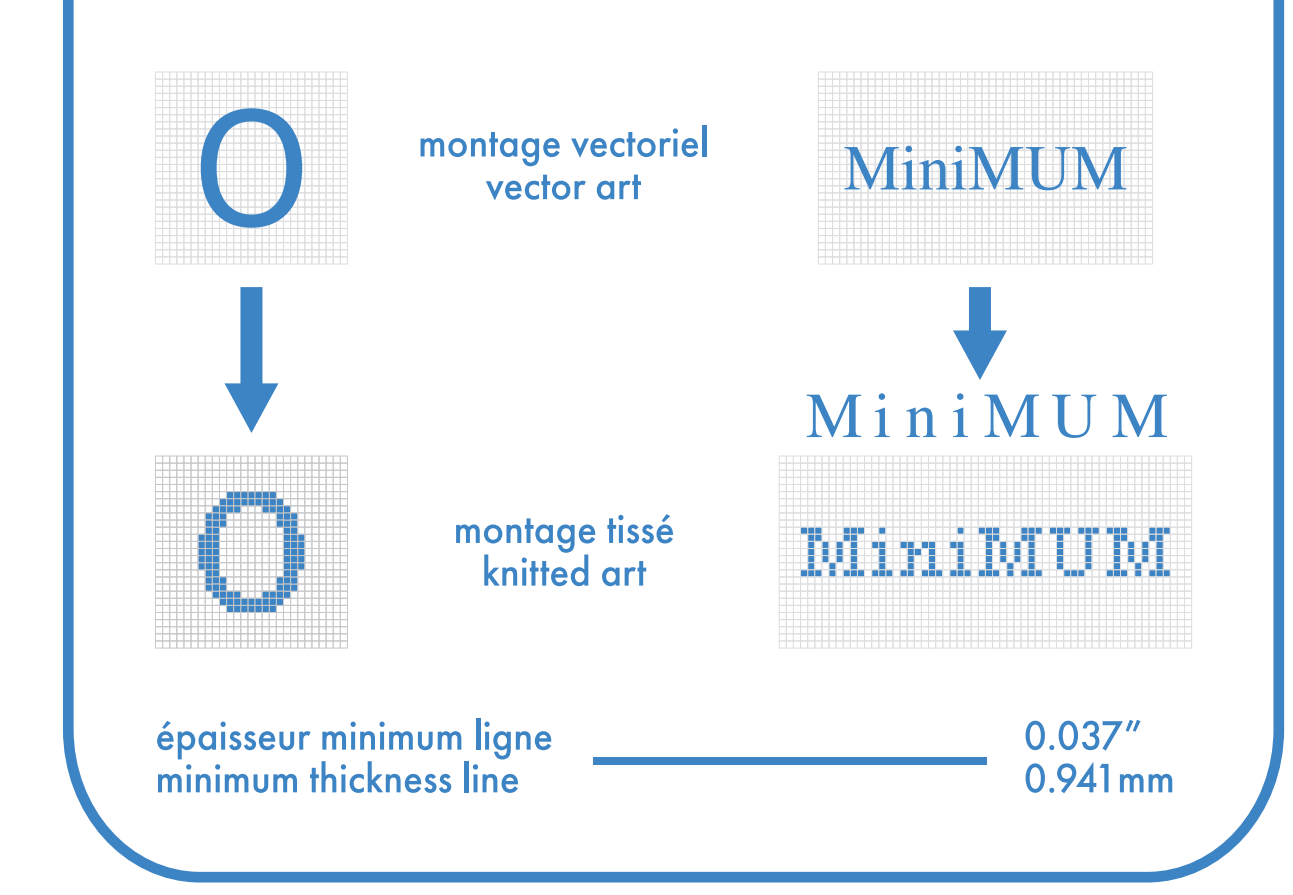 O
montage vectoriel
vector art
MiniMUM
MiniMUM
O
montage tissé
knitted art
MiniMUM
épaisseur minimum ligne
minimum thickness line
0.037”
0.941mm